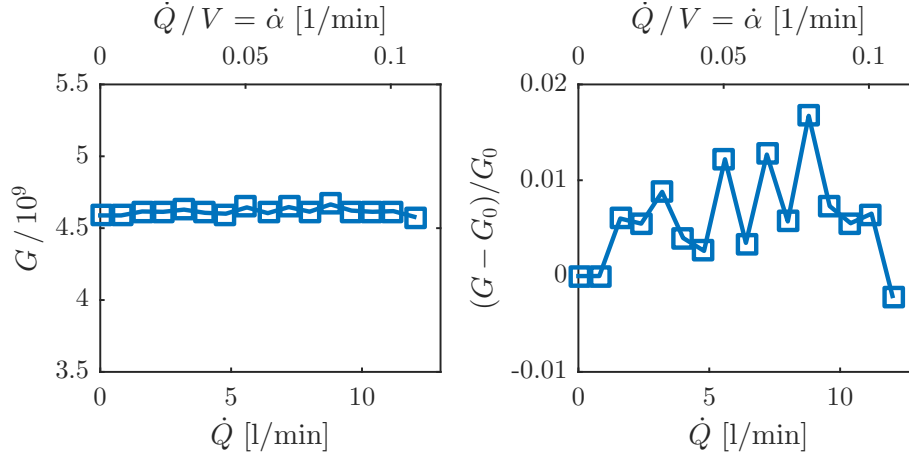 Q̇ / V = α̇ [1/min]
0 0.05 0.1
5.5
5
4.5
4
3.5
G / 10⁹
0 5 10
Q̇ [l/min]
Q̇ / V = α̇ [1/min]
0 0.05 0.1
0.02
0.01
0
-0.01
(G − G₀)/G₀
0 5 10
Q̇ [l/min]